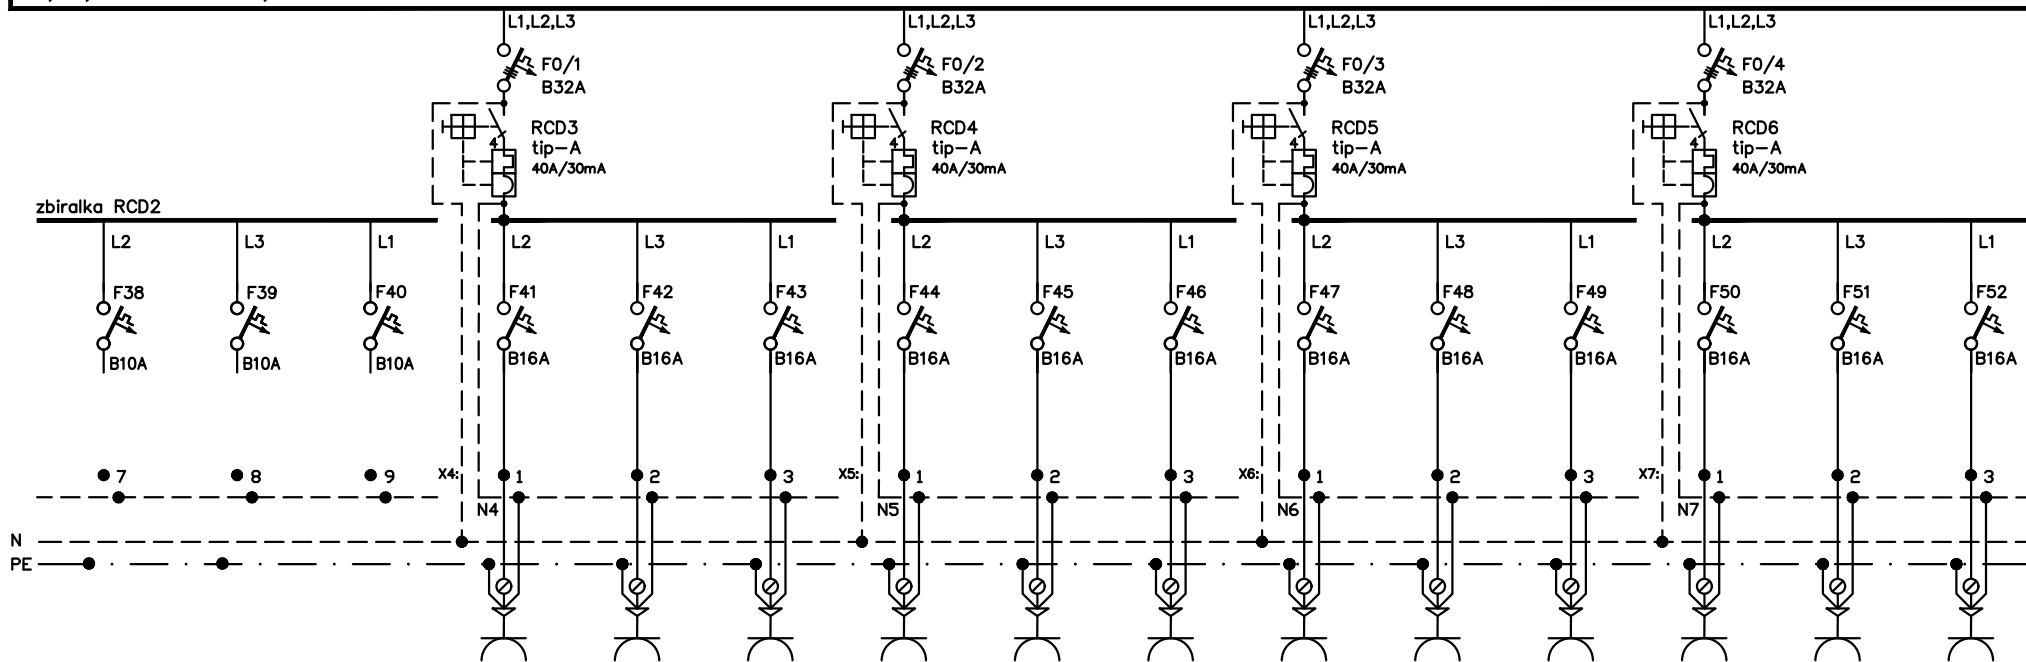 L1,L2,L3 L1,L2,L3 L1,L2,L3 L1,L2,L3
F0/1 F0/2 F0/3 F0/4
B32A B32A B32A B32A
RCD3 RCD4 RCD5 RCD6
tip-A tip-A tip-A tip-A
4 4 4 4
40A/30mA 40A/30mA 40A/30mA 40A/30mA
zbiralka RCD2
L2 L3 L1 L2 L3 L1 L2 L3 L1 L2 L3 L1 L2 L3 L1
F38 F39 F40 F41 F42 F43 F44 F45 F46 F47 F48 F49 F50 F51 F52
B10A B10A B10A B16A B16A B16A B16A B16A B16A B16A B16A B16A B16A B16A B16A
7 8 9 X4: 1 2 3 X5: 1 2 3 X6: 1 2 3 X7: 1 2 3
N4 N5 N6 N7
N
PE